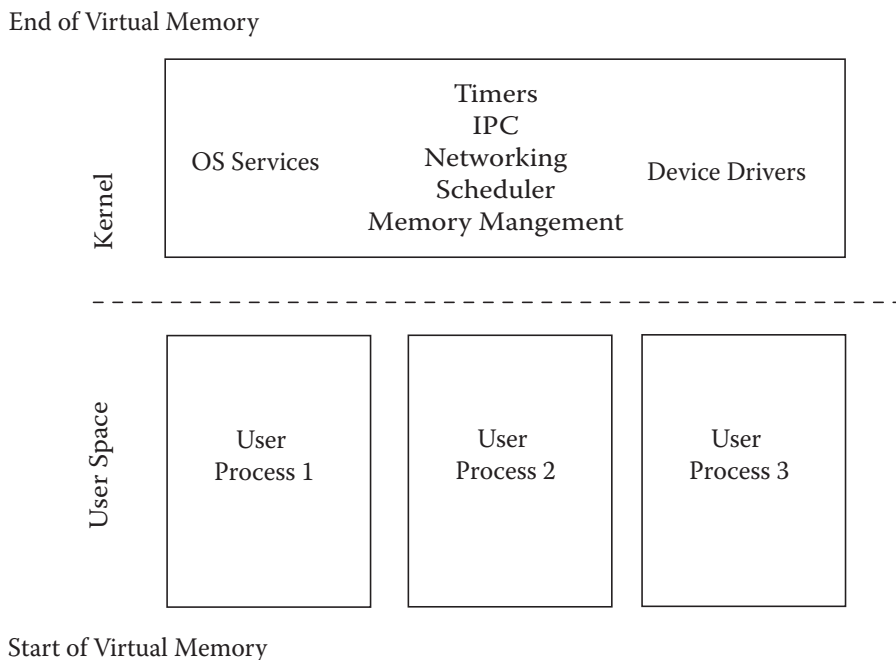 End of Virtual Memory
Kernel
OS Services
Timers
IPC
Networking
Scheduler
Memory Mangement
Device Drivers
User Space
User
Process 1
User
Process 2
User
Process 3
Start of Virtual Memory